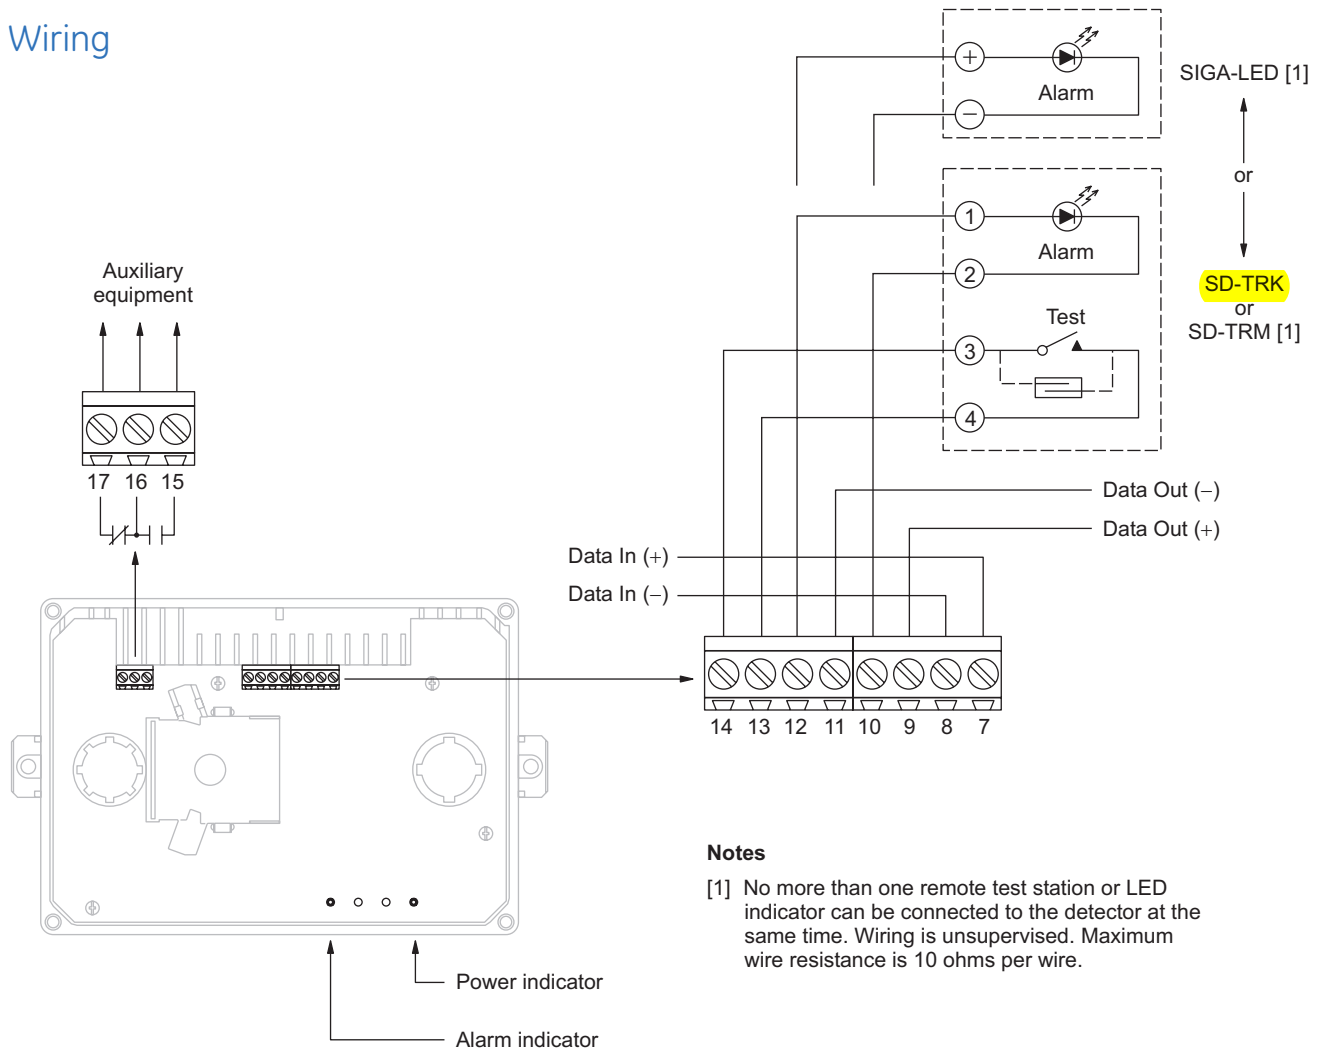 Wiring
+
Alarm
−
SIGA-LED [1]
or
1
Alarm
2
SD-TRK
or
SD-TRM [1]
Test
3
4
Auxiliary
equipment
17 16 15
Data Out (−)
Data Out (+)
Data In (+)
Data In (−)
14 13 12 11 10 9 8 7
Notes
[1] No more than one remote test station or LED
indicator can be connected to the detector at the
same time. Wiring is unsupervised. Maximum
wire resistance is 10 ohms per wire.
Power indicator
Alarm indicator